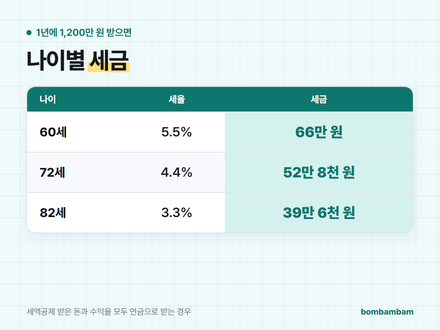 1년에 1,200만 원 받으면
나이별 세금
나이 세율 세금
60세 5.5% 66만 원
72세 4.4% 52만 8천 원
82세 3.3% 39만 6천 원
세액공제 받은 돈과 수익을 모두 연금으로 받는 경우
bombambam